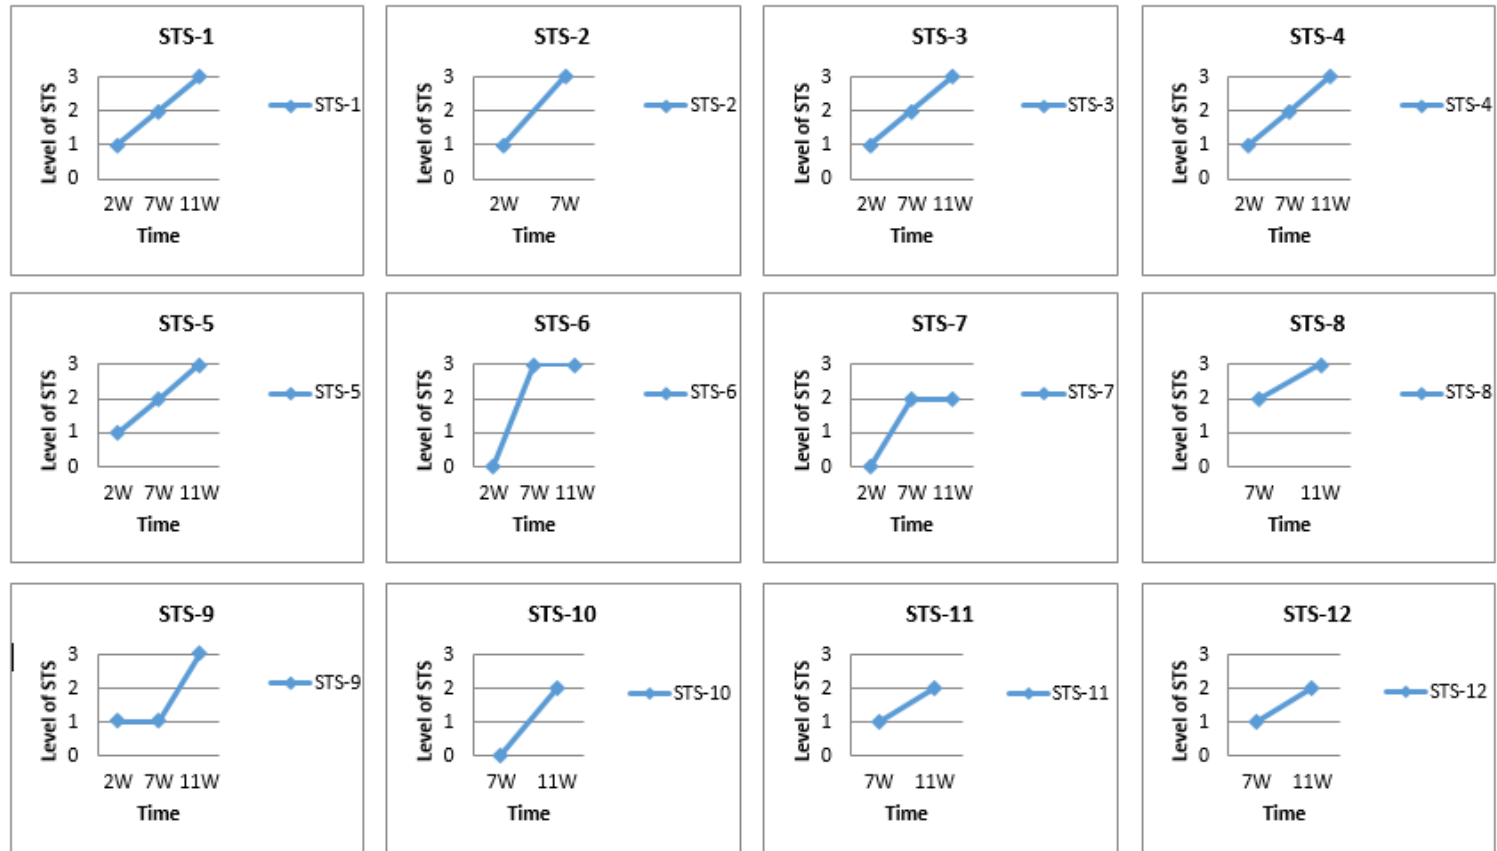 STS-1
Level of STS
3
2
1
0
2W 7W 11W
Time
STS-1
STS-2
Level of STS
3
2
1
0
2W 7W
Time
STS-2
STS-3
Level of STS
3
2
1
0
2W 7W 11W
Time
STS-3
STS-4
Level of STS
3
2
1
0
2W 7W 11W
Time
STS-4
STS-5
Level of STS
3
2
1
0
2W 7W 11W
Time
STS-5
STS-6
Level of STS
3
2
1
0
2W 7W 11W
Time
STS-6
STS-7
Level of STS
3
2
1
0
2W 7W 11W
Time
STS-7
STS-8
Level of STS
3
2
1
0
7W 11W
Time
STS-8
STS-9
Level of STS
3
2
1
0
2W 7W 11W
Time
STS-9
STS-10
Level of STS
3
2
1
0
7W 11W
Time
STS-10
STS-11
Level of STS
3
2
1
0
7W 11W
Time
STS-11
STS-12
Level of STS
3
2
1
0
7W 11W
Time
STS-12